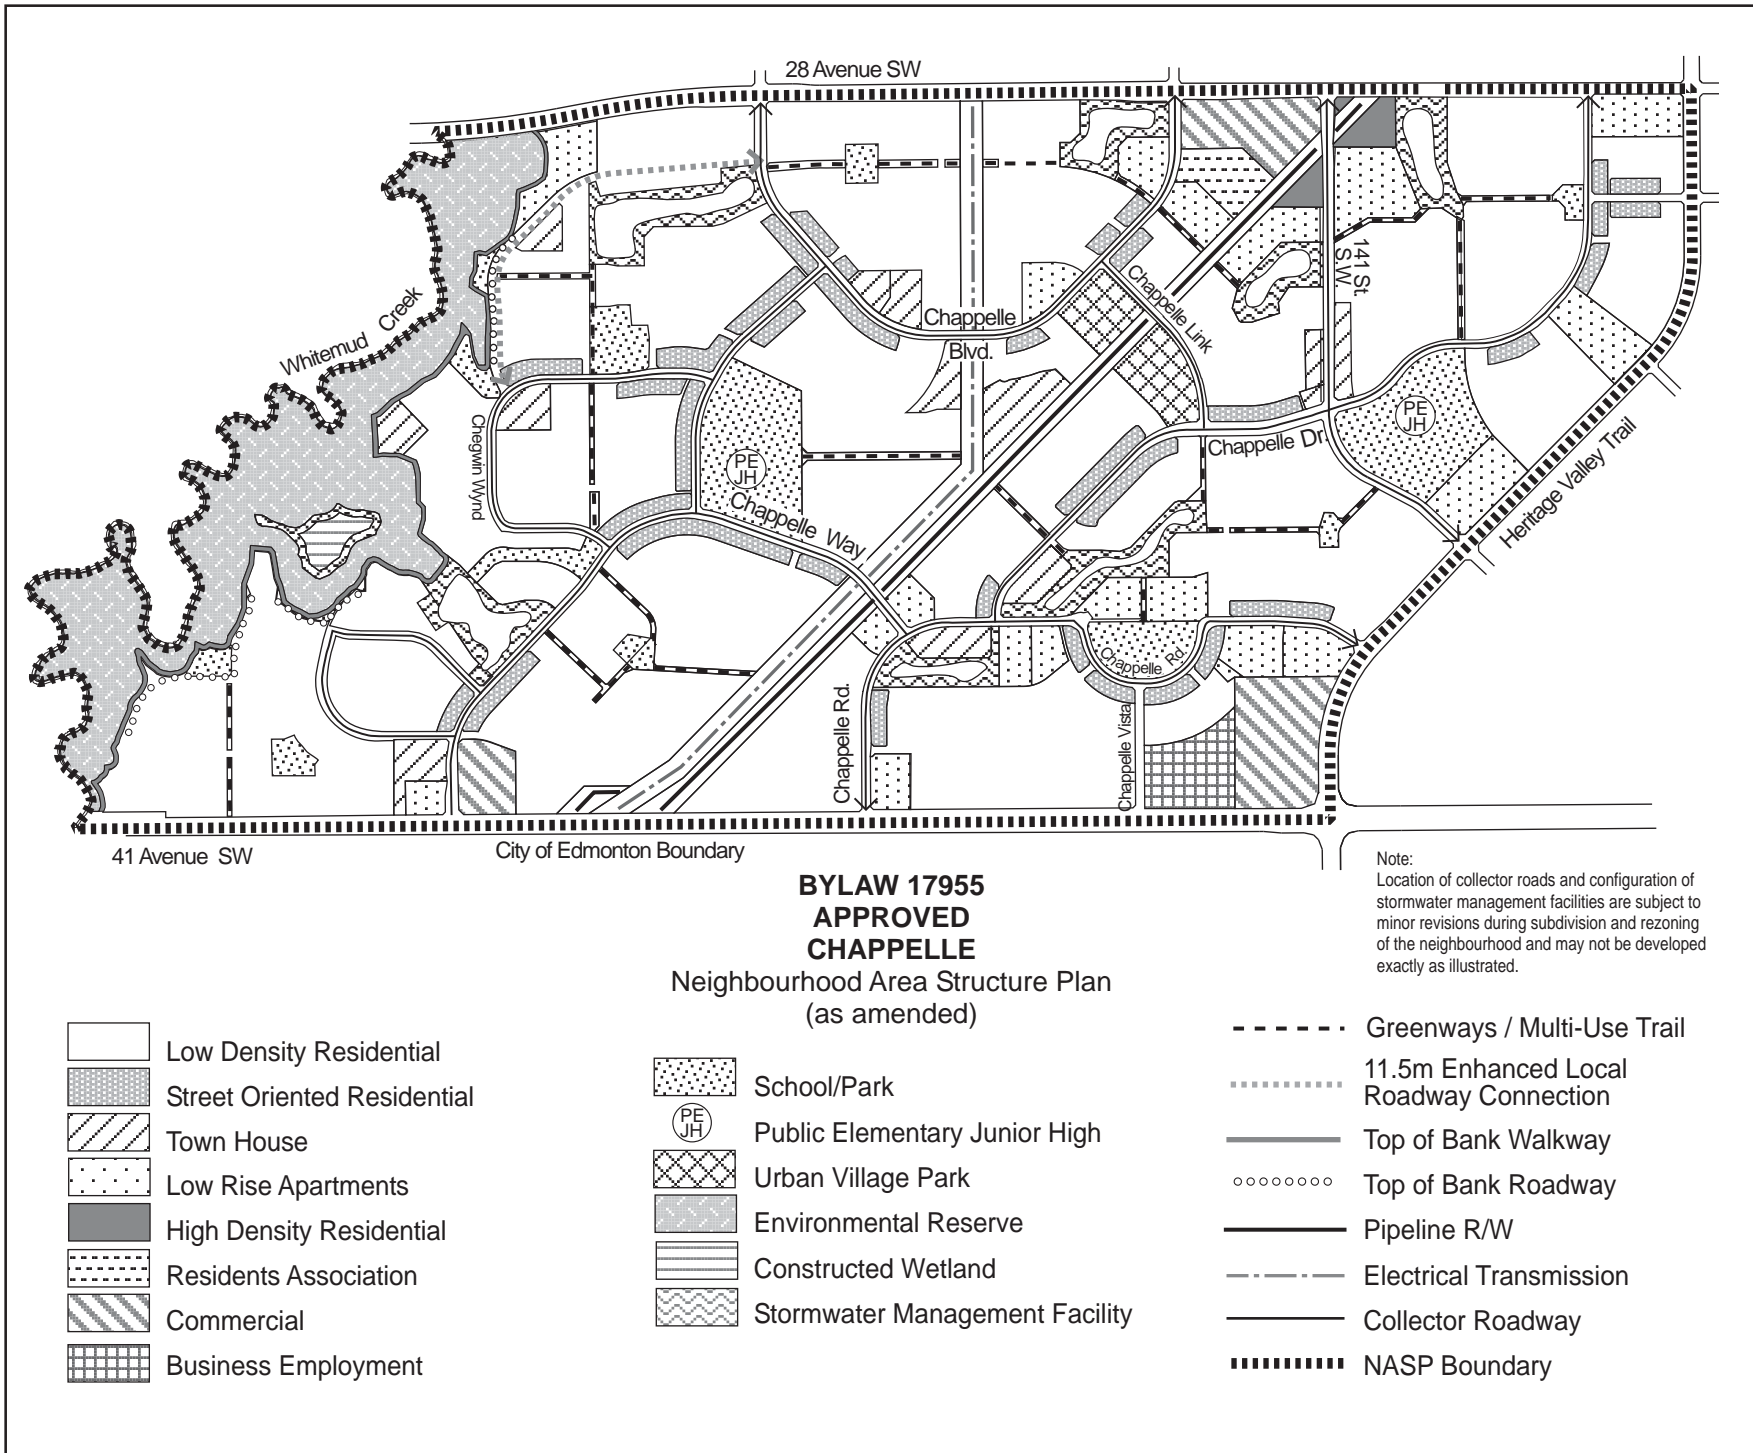 28 Avenue SW
Whitemud Creek
141 St.
S.W.
Chappelle Link
Chappelle
Blvd.
Chegwin Wynd
PE
JH
PE
JH
Chappelle Dr.
Chappelle Way
Heritage Valley Trail
Chappelle Rd.
Chappelle Rd.
Chappelle Vista
41 Avenue SW
City of Edmonton Boundary
Note:
Location of collector roads and configuration of
stormwater management facilities are subject to
minor revisions during subdivision and rezoning
of the neighbourhood and may not be developed
exactly as illustrated.
BYLAW 17955
APPROVED
CHAPPELLE
Neighbourhood Area Structure Plan
(as amended)
Low Density Residential
Street Oriented Residential
Town House
Low Rise Apartments
High Density Residential
Residents Association
Commercial
Business Employment
School/Park
PE
JH
Public Elementary Junior High
Urban Village Park
Environmental Reserve
Constructed Wetland
Stormwater Management Facility
Greenways / Multi-Use Trail
11.5m Enhanced Local
Roadway Connection
Top of Bank Walkway
Top of Bank Roadway
Pipeline R/W
Electrical Transmission
Collector Roadway
NASP Boundary